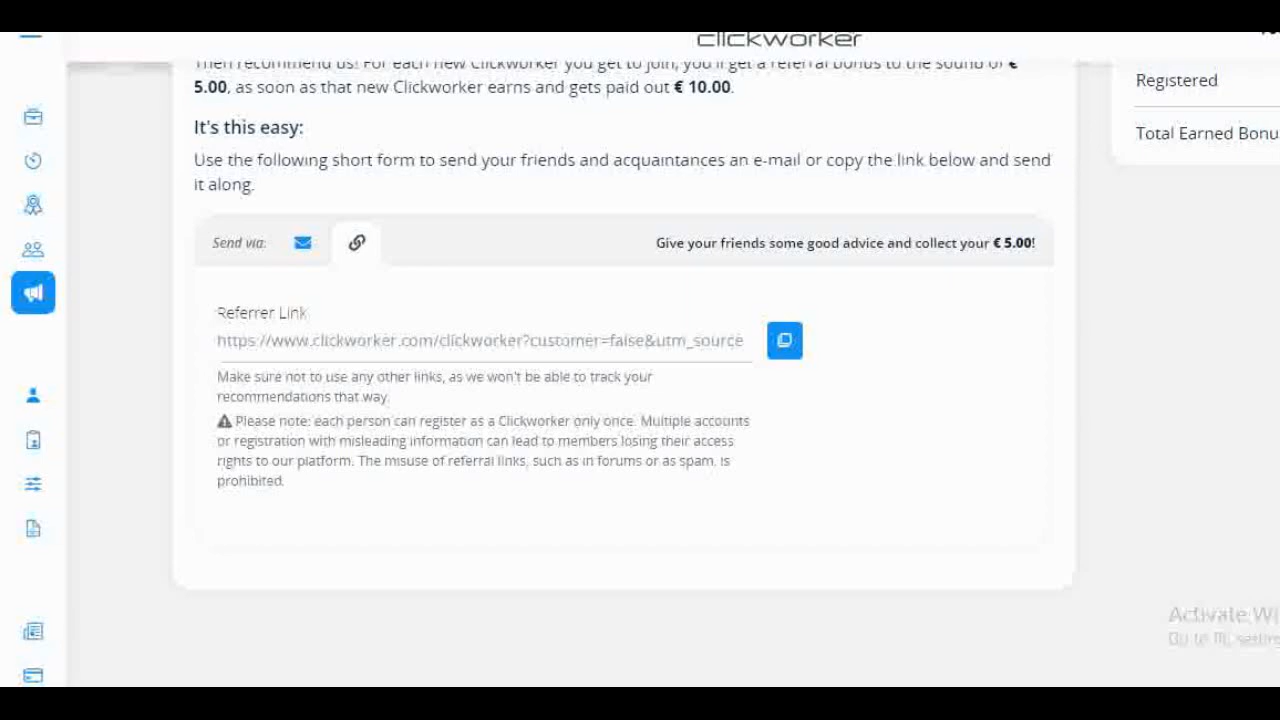 clickworker
Then recommend us! For each new Clickworker you get to join, you'll get a referral bonus to the sound of €
5.00, as soon as that new Clickworker earns and gets paid out € 10.00.
Registered
Total Earned Bonu
It's this easy:
Use the following short form to send your friends and acquaintances an e-mail or copy the link below and send
it along.
Send via:
Give your friends some good advice and collect your € 5.00!
Referrer Link
https://www.clickworker.com/clickworker?customer=false&utm_source
Make sure not to use any other links, as we won't be able to track your
recommendations that way.
Please note: each person can register as a Clickworker only once. Multiple accounts
or registration with misleading information can lead to members losing their access
rights to our platform. The misuse of referral links, such as in forums or as spam, is
prohibited.
Activate Wi
Go to